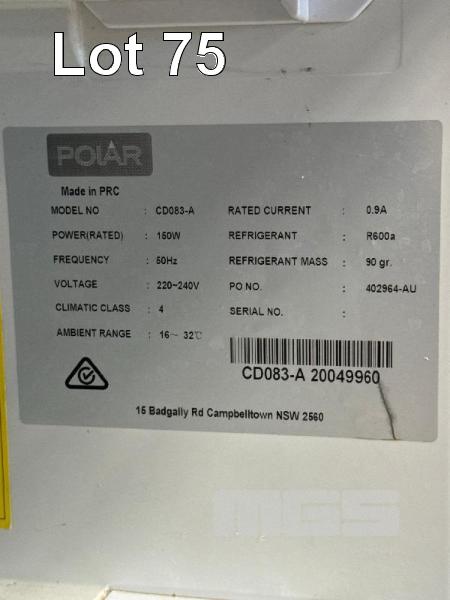 Lot 75
POLAR
Made in PRC
MODEL NO : CD083-A RATED CURRENT : 0.9A
POWER(RATED) : 150W REFRIGERANT : R600a
FREQUENCY : 50Hz REFRIGERANT MASS : 90 gr.
VOLTAGE : 220~240V PO NO. : 402964-AU
CLIMATIC CLASS : 4 SERIAL NO. :
AMBIENT RANGE : 16~ 32℃
CD083-A 20049960
15 Badgally Rd Campbelltown NSW 2560
MGS